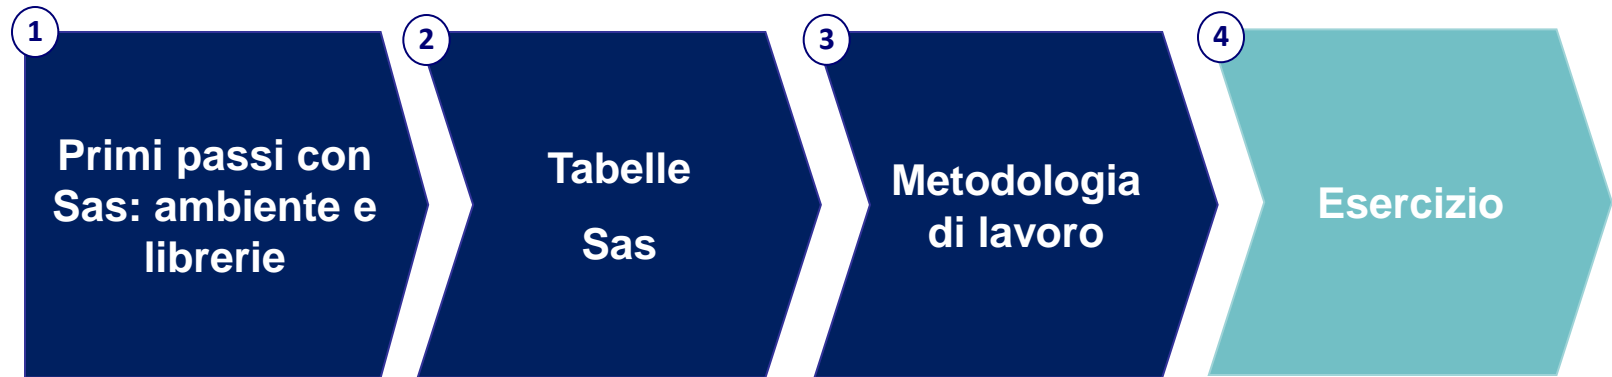 1
Primi passi con
Sas: ambiente e
librerie
2
Tabelle
Sas
3
Metodologia
di lavoro
4
Esercizio